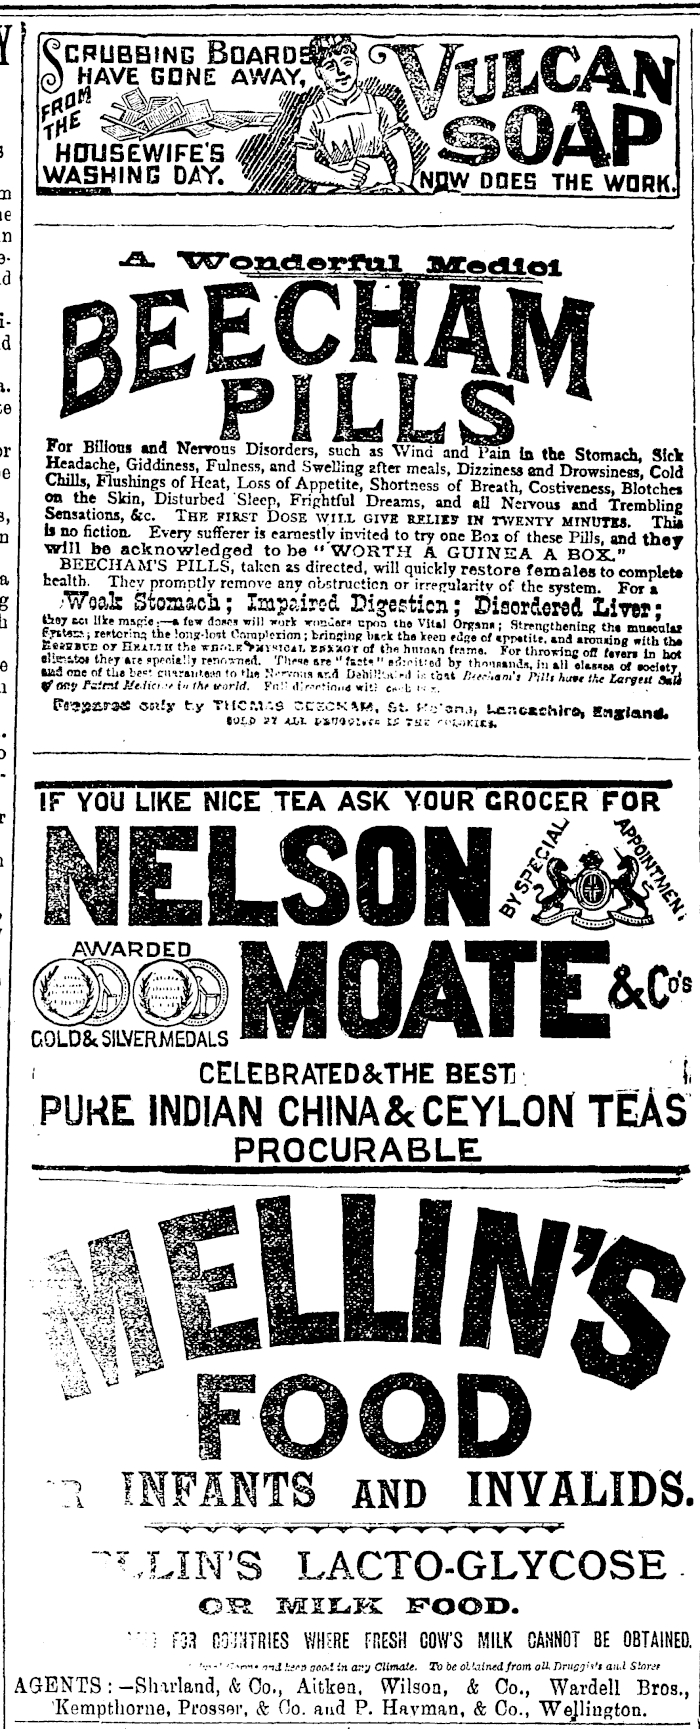 SCRUBBING BOARDS
HAVE GONE AWAY,
FROM
THE
HOUSEWIFE'S
WASHING DAY.
VULCAN
SOAP
NOW DOES THE WORK.
A Wonderful Medici
BEECHAM
PILLS
For Bilious and Nervous Disorders, such as Wind and Pain in the Stomach, Sick
Headache, Giddiness, Fulness, and Swelling after meals, Dizziness and Drowsiness, Cold
Chills, Flushings of Heat, Loss of Appetite, Shortness of Breath, Costiveness, Blotches
on the Skin, Disturbed Sleep, Frightful Dreams, and all Nervous and Trembling
Sensations, &c. THE FIRST DOSE WILL GIVE RELIEF IN TWENTY MINUTES. This
is no fiction. Every sufferer is earnestly invited to try one Box of these Pills, and they
will be acknowledged to be "WORTH A GUINEA A BOX."
BEECHAM'S PILLS, taken as directed, will quickly restore females to complete
health. They promptly remove any obstruction or irregularity of the system. For a
Weak Stomach; Impaired Digestion; Disordered Liver;
they act like magic:—a few doses will work wonders upon the Vital Organs; Strengthening the muscular
System; restoring the long-lost Complexion; bringing back the keen edge of appetite, and arousing with the
ROSEBUD OF HEALTH the WHOLE PHYSICAL ENERGY of the human frame. For throwing off fevers in hot
climates they are specially renowned. These are "facts" admitted by thousands, in all classes of society,
and one of the best guarantees to the Nervous and Debilitated is that Beecham's Pills have the Largest Sale
of any Patent Medicine in the world. Full directions with each box.
Prepared only by THOMAS BEECHAM, St. Helens, Lancashire, England.
SOLD BY ALL DRUGGISTS IN THE COLONIES.
IF YOU LIKE NICE TEA ASK YOUR GROCER FOR
NELSON
BY SPECIAL APPOINTMENT
AWARDED
MOATE & Co's
GOLD & SILVER MEDALS
CELEBRATED & THE BEST
PURE INDIAN CHINA & CEYLON TEAS
PROCURABLE
MELLIN'S
FOOD
R INFANTS AND INVALIDS.
LLIN'S LACTO-GLYCOSE
OR MILK FOOD.
FOR COUNTRIES WHERE FRESH COW'S MILK CANNOT BE OBTAINED.
and keep good in any Climate. To be obtained from all Druggists and Stores
AGENTS:—Sharland, & Co., Aitken, Wilson, & Co., Wardell Bros.,
Kempthorne, Prosser, & Co. and P. Hayman, & Co., Wellington.